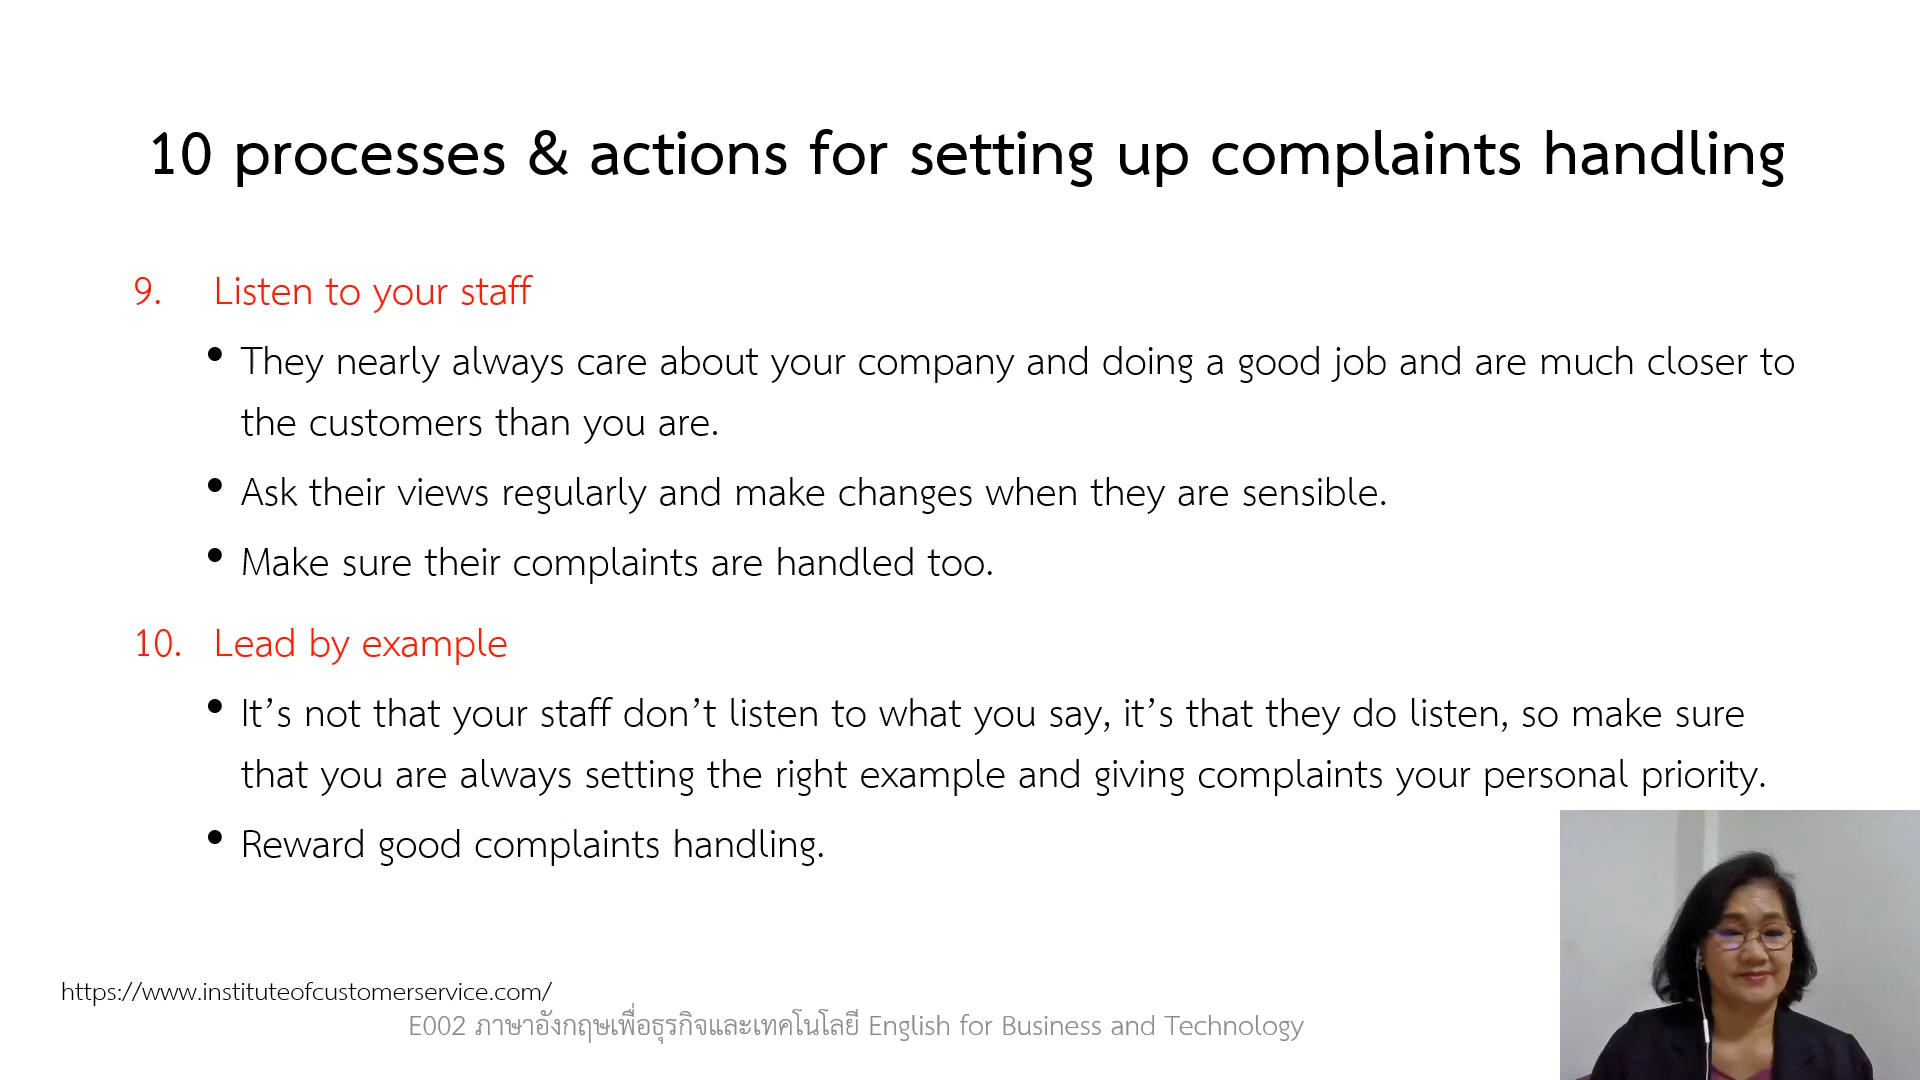 10 processes & actions for setting up complaints handling
9. Listen to your staff
• They nearly always care about your company and doing a good job and are much closer to
the customers than you are.
• Ask their views regularly and make changes when they are sensible.
• Make sure their complaints are handled too.
10. Lead by example
• It’s not that your staff don’t listen to what you say, it’s that they do listen, so make sure
that you are always setting the right example and giving complaints your personal priority.
• Reward good complaints handling.
https://www.instituteofcustomerservice.com/
E002 ภาษาอังกฤษเพื่อธุรกิจและเทคโนโลยี English for Business and Technology